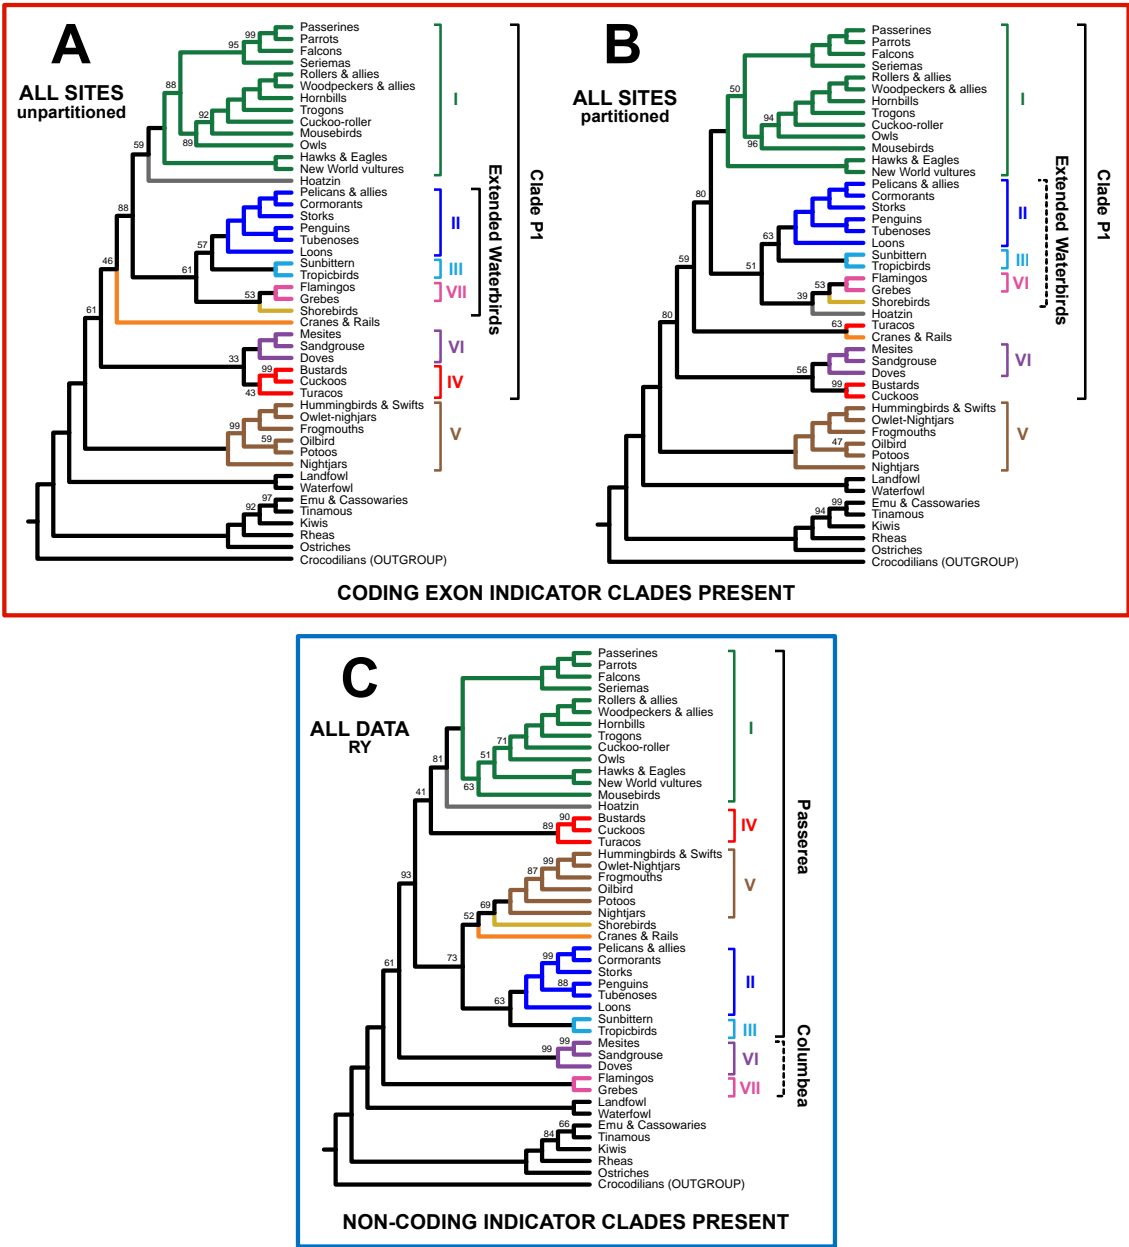 A
ALL SITES
unpartitioned
Passerines
Parrots
Falcons
Seriemas
Rollers & allies
Woodpeckers & allies
Hornbills
Trogons
Cuckoo-roller
Mousebirds
Owls
Hawks & Eagles
New World vultures
Hoatzin
Pelicans & allies
Cormorants
Storks
Penguins
Tubenoses
Loons
Sunbittern
Tropicbirds
Flamingos
Grebes
Shorebirds
Cranes & Rails
Mesites
Sandgrouse
Doves
Bustards
Cuckoos
Turacos
Hummingbirds & Swifts
Owlet-nighjars
Frogmouths
Oilbird
Potoos
Nightjars
Landfowl
Waterfowl
Emu & Cassowaries
Tinamous
Kiwis
Rheas
Ostriches
Crocodilians (OUTGROUP)
99
95
88
92
89
59
88
57
61
53
46
61
33
99
43
99
59
97
92
I
II
III
VII
VI
IV
V
Extended Waterbirds
Clade P1
B
ALL SITES
partitioned
Passerines
Parrots
Falcons
Seriemas
Rollers & allies
Woodpeckers & allies
Hornbills
Trogons
Cuckoo-roller
Owls
Mousebirds
Hawks & Eagles
New World vultures
Pelicans & allies
Cormorants
Storks
Penguins
Tubenoses
Loons
Sunbittern
Tropicbirds
Flamingos
Grebes
Shorebirds
Hoatzin
Turacos
Cranes & Rails
Mesites
Sandgrouse
Doves
Bustards
Cuckoos
Hummingbirds & Swifts
Owlet-Nightjars
Frogmouths
Oilbird
Potoos
Nightjars
Landfowl
Waterfowl
Emu & Cassowaries
Tinamous
Kiwis
Rheas
Ostriches
Crocodilians (OUTGROUP)
50
94
96
80
63
51
53
39
59
63
80
56
99
47
99
94
I
II
III
VI
VI
V
Extended Waterbirds
Clade P1
CODING EXON INDICATOR CLADES PRESENT
C
ALL DATA
RY
Passerines
Parrots
Falcons
Seriemas
Rollers & allies
Woodpeckers & allies
Hornbills
Trogons
Cuckoo-roller
Owls
Hawks & Eagles
New World vultures
Mousebirds
Hoatzin
Bustards
Cuckoos
Turacos
Hummingbirds & Swifts
Owlet-Nightjars
Frogmouths
Oilbird
Potoos
Nightjars
Shorebirds
Cranes & Rails
Pelicans & allies
Cormorants
Storks
Penguins
Tubenoses
Loons
Sunbittern
Tropicbirds
Mesites
Sandgrouse
Doves
Flamingos
Grebes
Landfowl
Waterfowl
Emu & Cassowaries
Tinamous
Kiwis
Rheas
Ostriches
Crocodilians (OUTGROUP)
71
51
63
81
41
90
89
99
87
69
52
93
73
99
88
63
61
99
99
66
84
I
IV
V
II
III
VI
VII
Passerea
Columbea
NON-CODING INDICATOR CLADES PRESENT